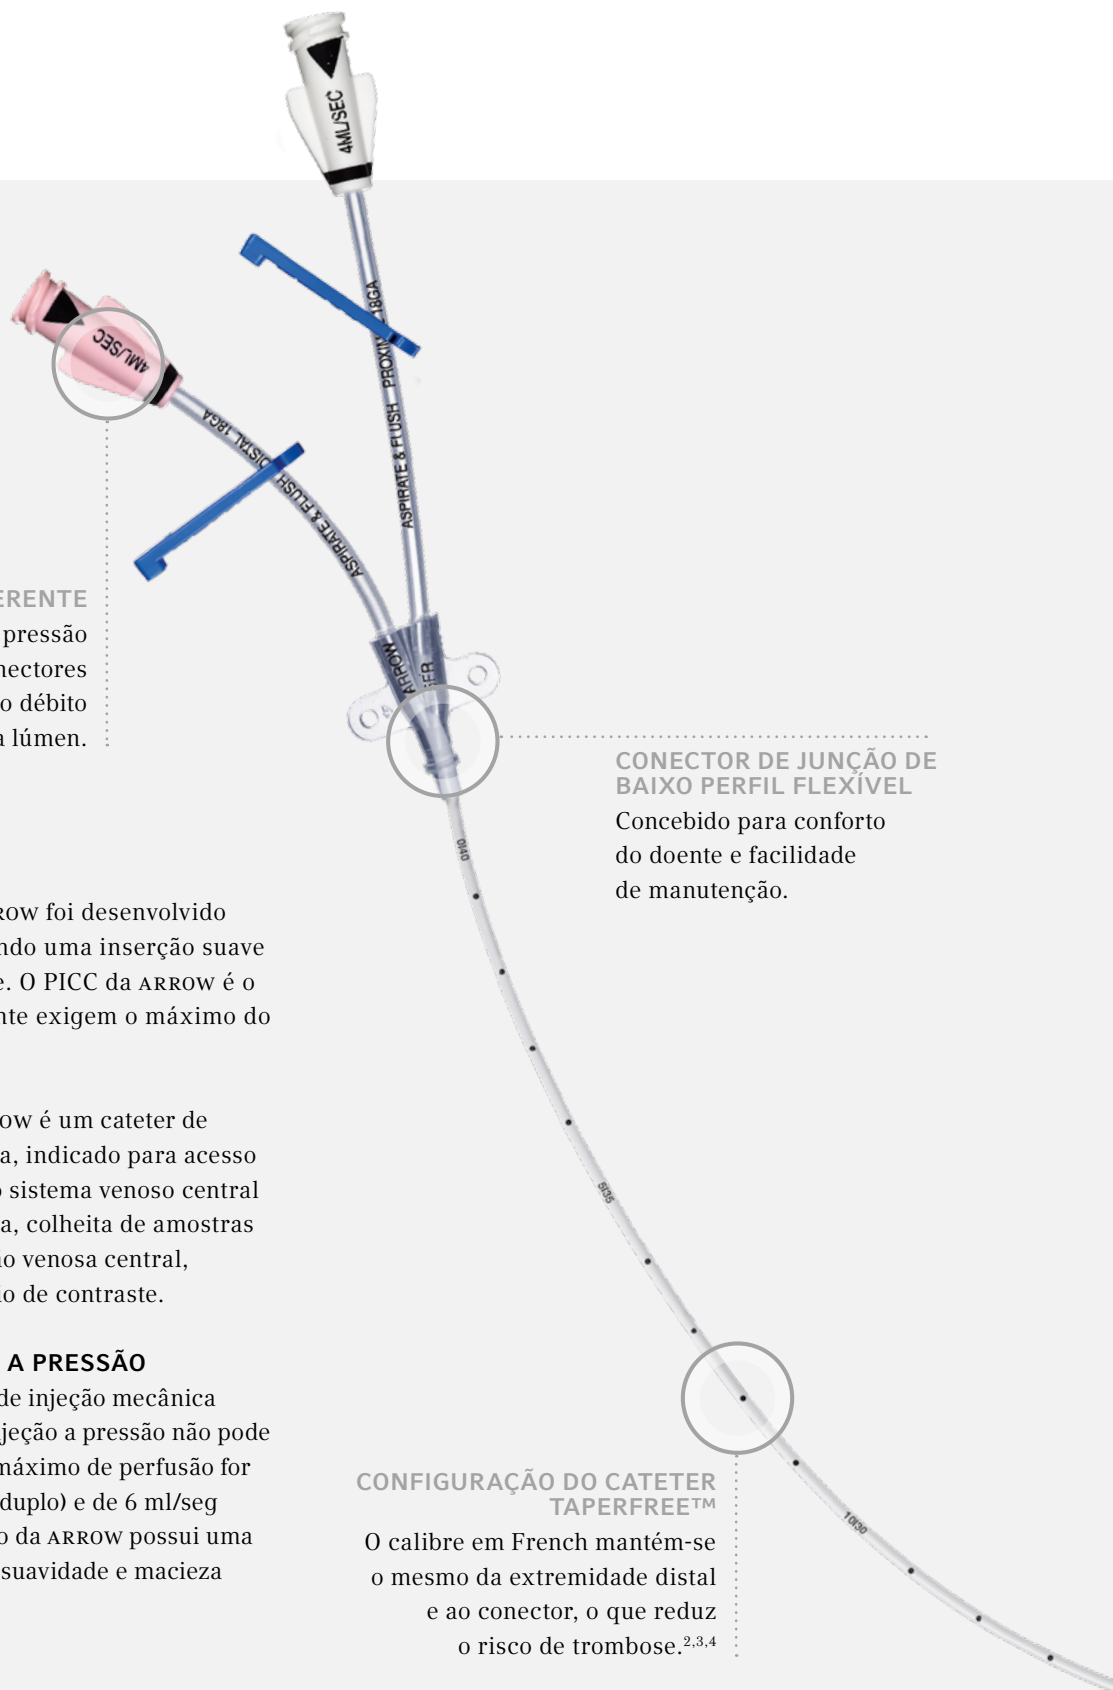 4ML/SEC
4ML/SEC
ASPIRATE & FLUSH PROXIM 18GA
ASPIRATE & FLUSH DISTAL 18GA
ARROW
ERENTE
pressão
nectores
o débito
a lúmen.
CONECTOR DE JUNÇÃO DE
BAIXO PERFIL FLEXÍVEL
Concebido para conforto
do doente e facilidade
de manutenção.
0I40
ROW foi desenvolvido
ndo uma inserção suave
e. O PICC da ARROW é o
nte exigem o máximo do
OW é um cateter de
a, indicado para acesso
o sistema venoso central
a, colheita de amostras
o venosa central,
io de contraste.
5I35
A PRESSÃO
de injeção mecânica
jeção a pressão não pode
máximo de perfusão for
duplo) e de 6 ml/seg
o da ARROW possui uma
suavidade e macieza
CONFIGURAÇÃO DO CATETER
TAPERFREE™
O calibre em French mantém-se
o mesmo da extremidade distal
e ao conector, o que reduz
o risco de trombose.2,3,4
10I30